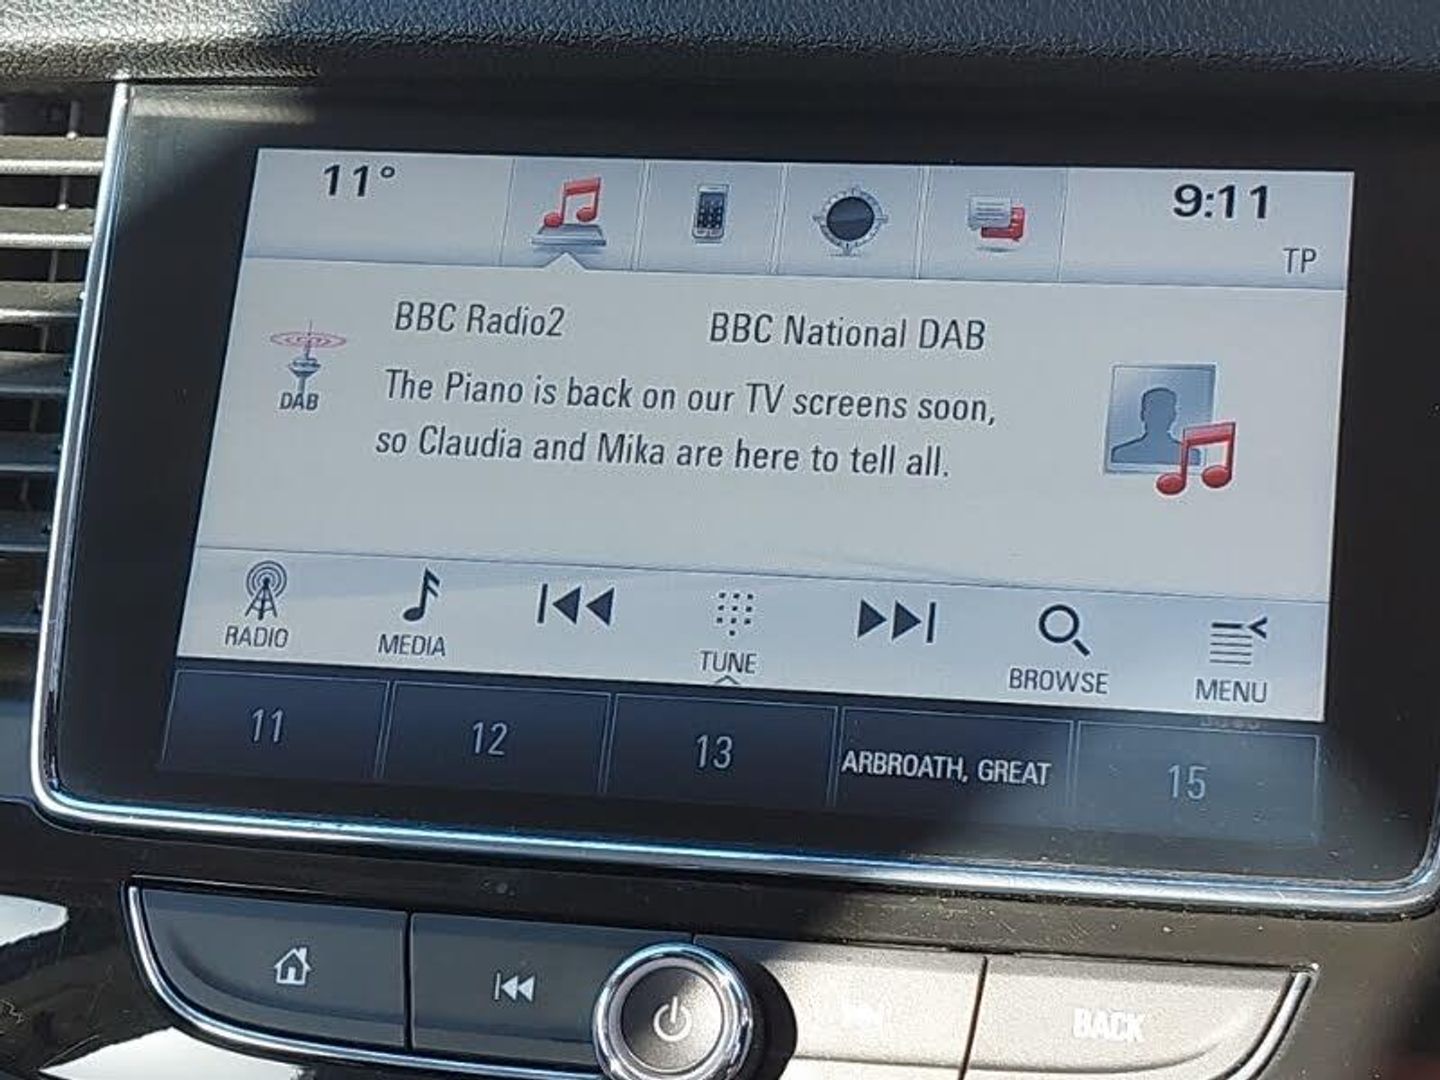 11°
9:11
TP
BBC Radio2
BBC National DAB
DAB
The Piano is back on our TV screens soon,
so Claudia and Mika are here to tell all.
RADIO
MEDIA
TUNE
BROWSE
MENU
11
12
13
ARBROATH, GREAT
15
BACK